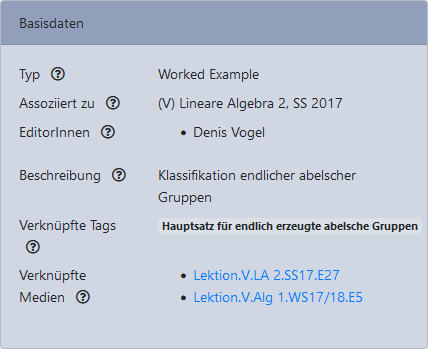 Basisdaten
Typ
Worked Example
Assoziiert zu
(V) Lineare Algebra 2, SS 2017
EditorInnen
Denis Vogel
Beschreibung
Klassifikation endlicher abelscher
Gruppen
Verknüpfte Tags
Hauptsatz für endlich erzeugte abelsche Gruppen
Verknüpfte
Medien
Lektion.V.LA 2.SS17.E27
Lektion.V.Alg 1.WS17/18.E5